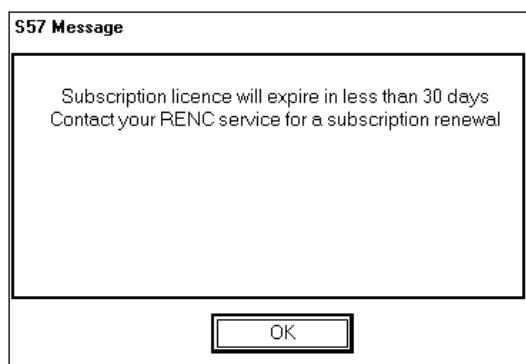 S57 Message
Subscription licence will expire in less than 30 days
Contact your RENC service for a subscription renewal
OK